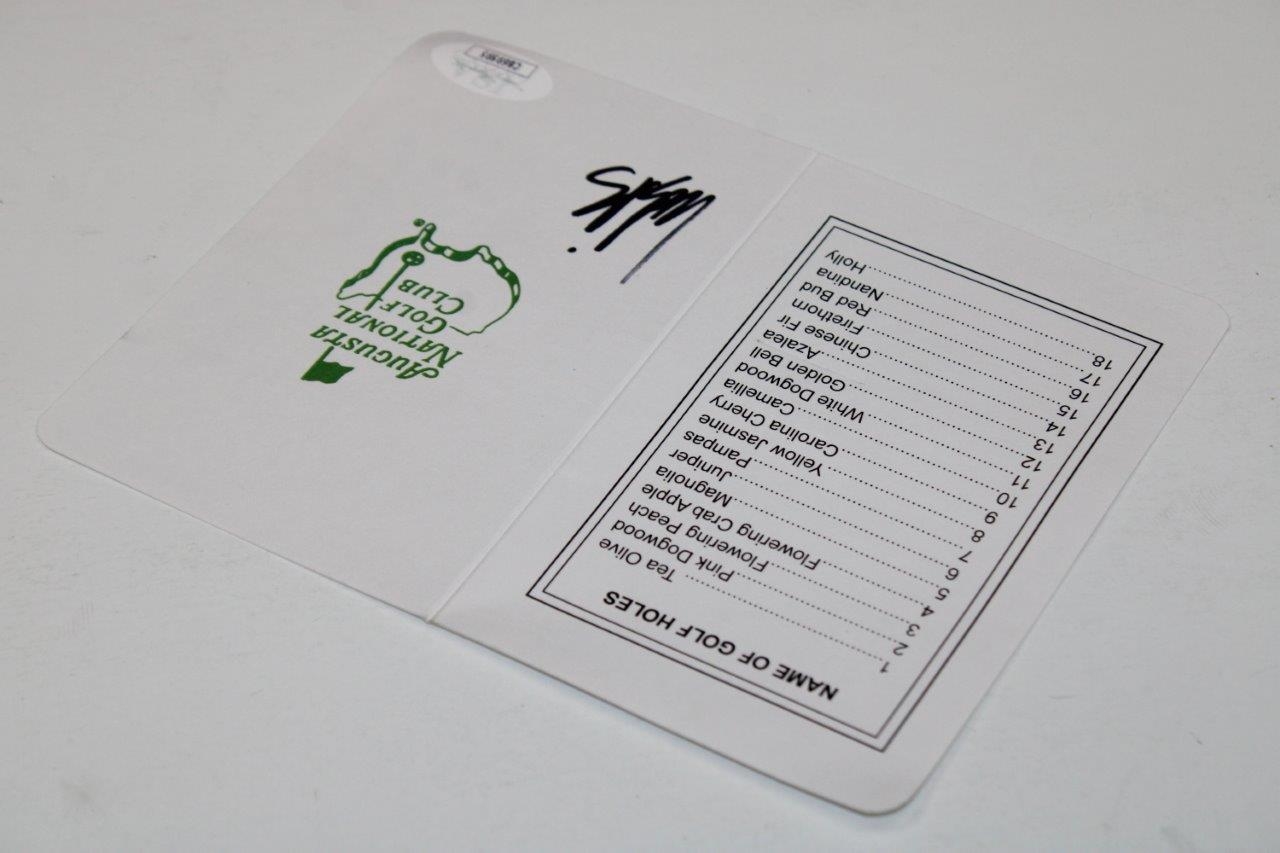 NAME OF GOLF HOLES
1........................Tea Olive
2........................Pink Dogwood
3........................Flowering Peach
4........................Flowering Crab Apple
5........................Magnolia
6........................Juniper
7........................Pampas
8........................Yellow Jasmine
9........................Carolina Cherry
10........................Camellia
11........................White Dogwood
12........................Golden Bell
13........................Azalea
14........................Chinese Fir
15........................Firethorn
16........................Red Bud
17........................Nandina
18........................Holly
AUGUSTA
NATIONAL
GOLF
CLUB